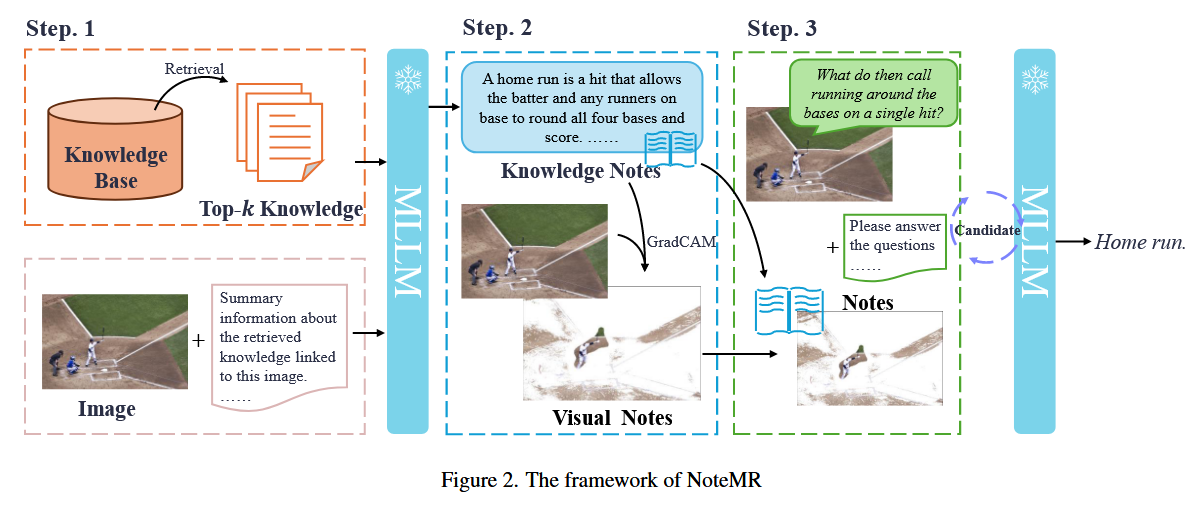 Step. 1
Retrieval
Knowledge
Base
Top-k Knowledge
Image
+
Summary
information about
the retrieved
knowledge linked
to this image.
……
MLLM
Step. 2
A home run is a hit that allows
the batter and any runners on
base to round all four bases and
score. ……
Knowledge Notes
GradCAM
Visual Notes
Step. 3
What do then call
running around the
bases on a single hit?
+
Please answer
the questions
……
Notes
Candidate
MLLM
Home run.
Figure 2. The framework of NoteMR